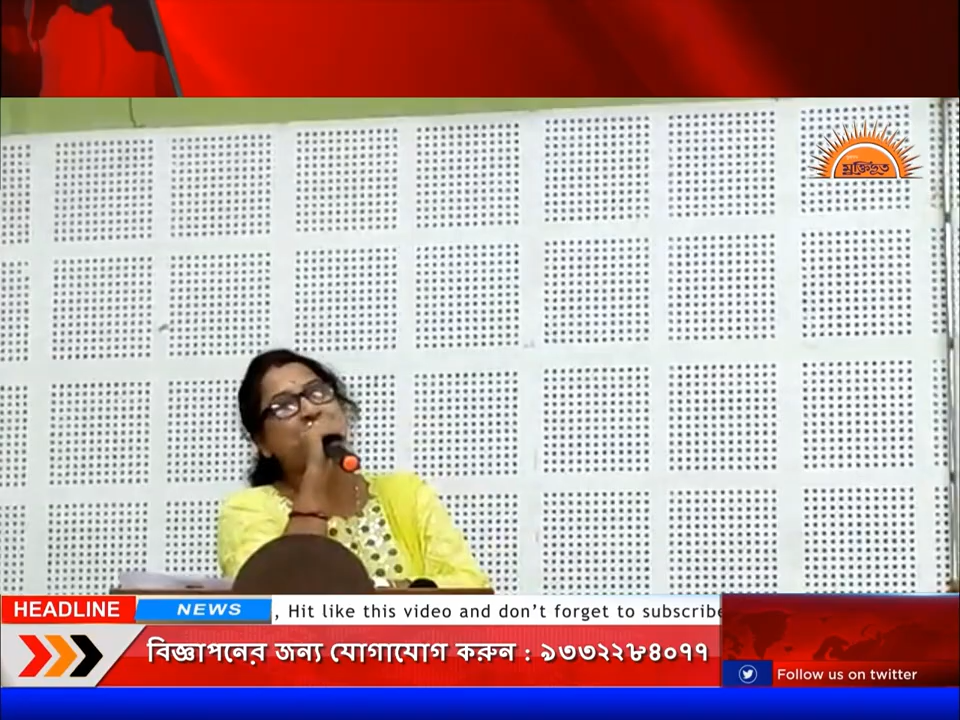 মুক্তিদূত
HEADLINE
NEWS
, Hit like this video and don't forget to subscribe
বিজ্ঞাপনের জন্য যোগাযোগ করুন : ৯৩৩২২৮৪০৭৭
Follow us on twitter